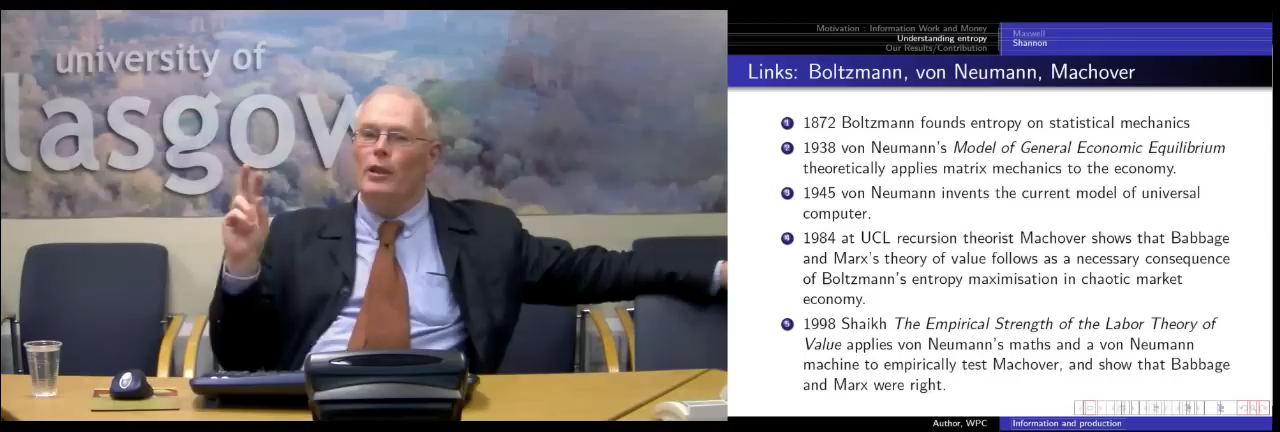 university of
lasgow
Motivation : Information Work and Money
Understanding entropy
Our Results/Contribution
Maxwell
Shannon
Links: Boltzmann, von Neumann, Machover
1 1872 Boltzmann founds entropy on statistical mechanics
2 1938 von Neumann's Model of General Economic Equilibrium
theoretically applies matrix mechanics to the economy.
3 1945 von Neumann invents the current model of universal
computer.
4 1984 at UCL recursion theorist Machover shows that Babbage
and Marx's theory of value follows as a necessary consequence
of Boltzmann's entropy maximisation in chaotic market
economy.
5 1998 Shaikh The Empirical Strength of the Labor Theory of
Value applies von Neumann's maths and a von Neumann
machine to empirically test Machover, and show that Babbage
and Marx were right.
Author, WPC
Information and production